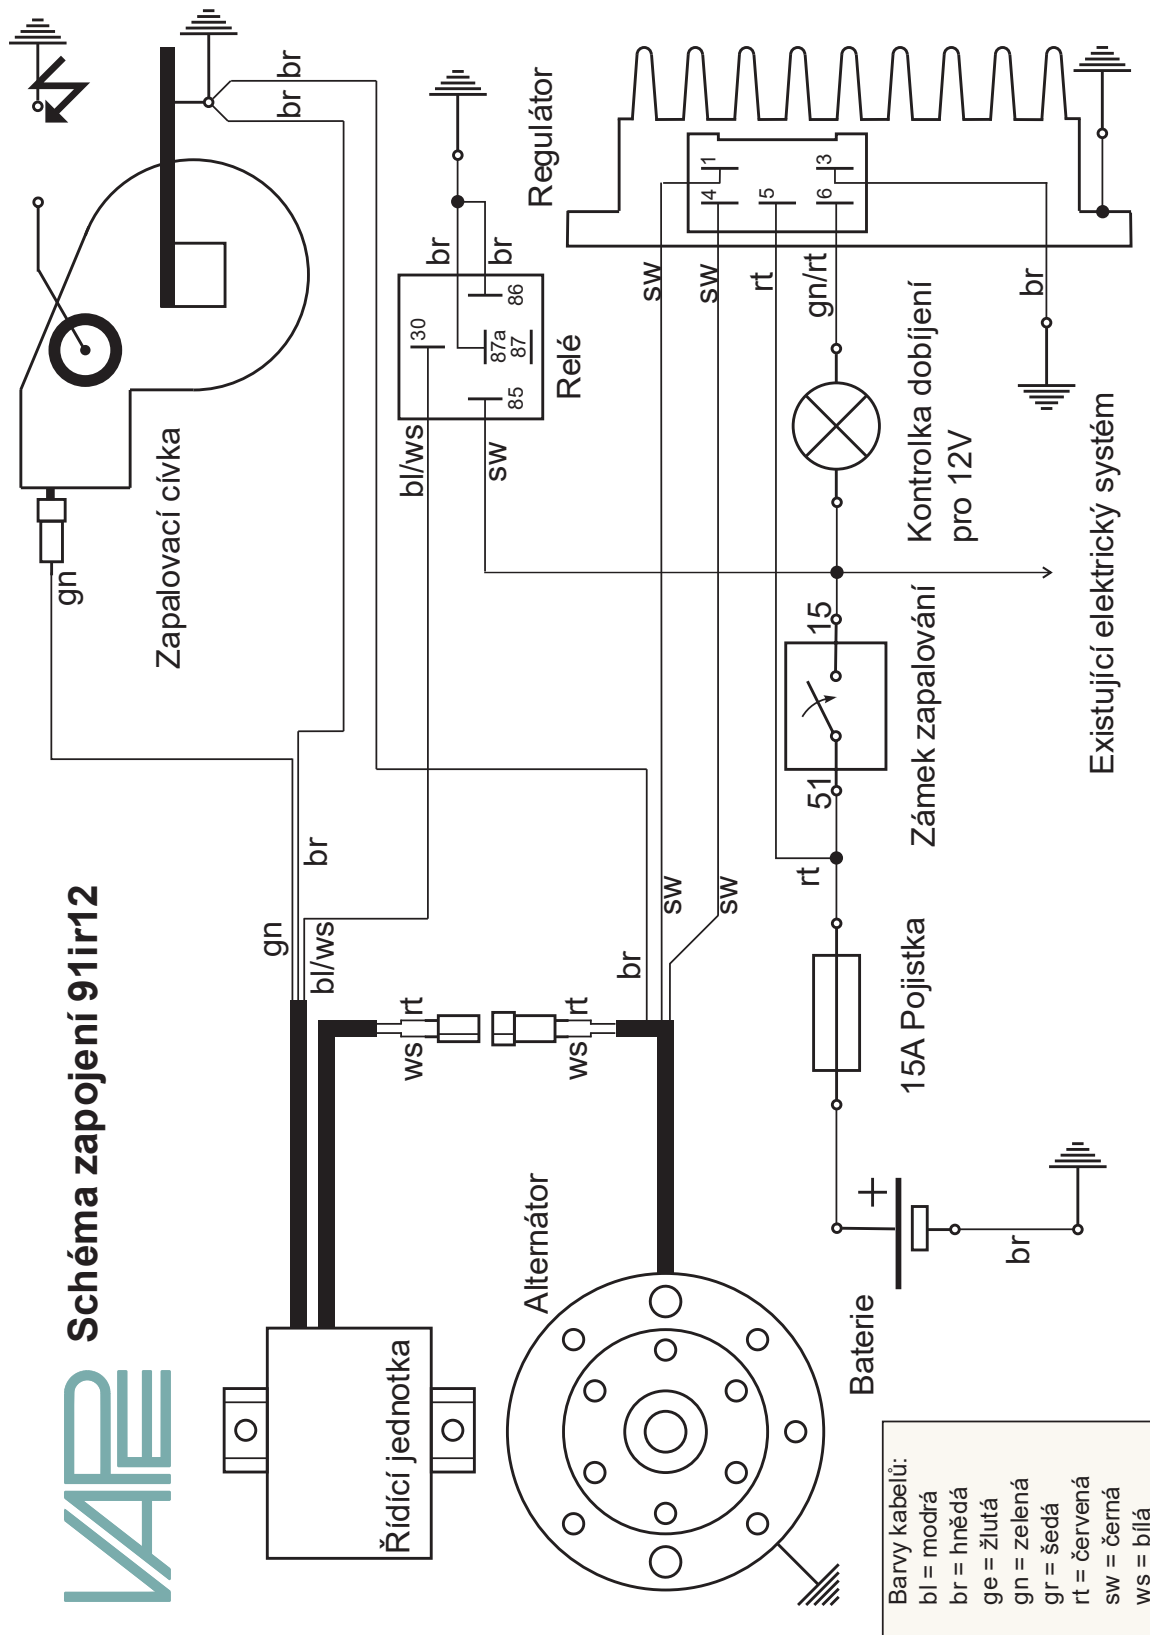 VAPE
Schéma zapojení 91ir12
br
br
gn
Zapalovací cívka
gn
br
bl/ws
br
br
30
86
87a
87
85
Relé
bl/ws
sw
Regulátor
1
3
4
5
6
sw
sw
rt
gn/rt
br
Kontrolka dobíjení
pro 12V
Existující elektrický systém
15
51
Zámek zapalování
rt
sw
sw
br
rt
ws
rt
ws
15A Pojistka
Řídící jednotka
Alternátor
+
Baterie
br
Barvy kabelů:
bl = modrá
br = hnědá
ge = žlutá
gn = zelená
gr = šedá
rt = červená
sw = černá
ws = bílá